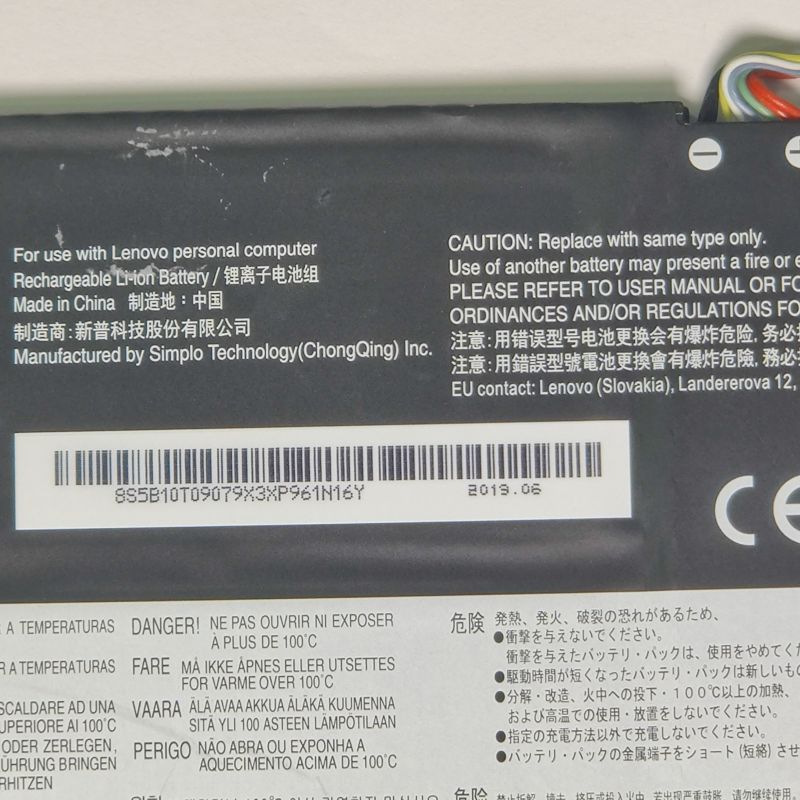 For use with Lenovo personal computer
Rechargeable Li-ion Battery / 锂离子电池组
Made in China 制造地：中国
制造商：新普科技股份有限公司
Manufactured by Simplo Technology(ChongQing) Inc.
CAUTION: Replace with same type only.
Use of another battery may present a fire or
PLEASE REFER TO USER MANUAL OR
ORDINANCES AND/OR REGULATIONS
注意: 用错误型号电池更换会有爆炸危险, 务必
注意: 用錯誤型號電池更換會有爆炸危險, 務必
EU contact: Lenovo (Slovakia), Landererova 12,
8S5B10T09079X3XP961N16Y
2019.06
CE
A TEMPERATURAS
DANGER! NE PAS OUVRIR NI EXPOSER
À PLUS DE 100°C
A TEMPERATURAS
FARE MÅ IKKE ÅPNES ELLER UTSETTES
FOR VARME OVER 100°C
SCALDARE AD UNA
SUPERIORE AI 100°C
VAARA ÄLÄ AVAA AKKUA ÄLÄKÄ KUUMENNA
SITÄ YLI 100 ASTEEN LÄMPÖTILAAN
ODER ZERLEGEN,
BRINGEN
PERIGO NÃO ABRA OU EXPONHA A
AQUECIMENTO ACIMA DE 100°C
危険 発熱、発火、破裂の恐れがあるため、
●衝撃を与えないでください。
衝撃を与えたバッテリ・パックは、使用をやめてく
●駆動時間が短くなったバッテリ・パックは新しいも
●分解・改造、火中への投下・１００℃以上の加熱、
および高温での使用・放置をしないでください。
●指定の充電方法以外で充電しないでください。
●バッテリ・パックの金属端子をショート (短絡) させ